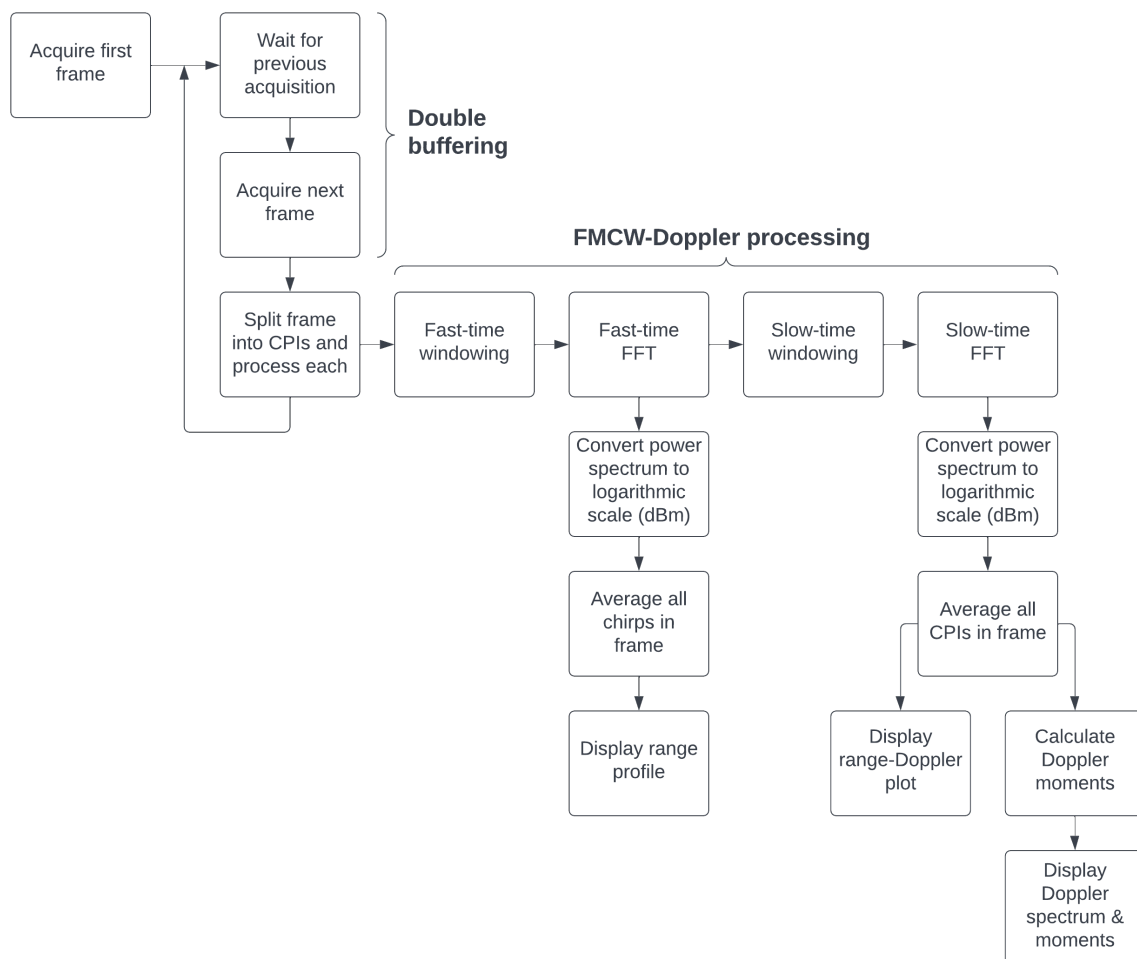 Acquire first
frame
Wait for
previous
acquisition
Double
buffering
Acquire next
frame
FMCW-Doppler processing
Split frame
into CPIs and
process each
Fast-time
windowing
Fast-time
FFT
Slow-time
windowing
Slow-time
FFT
Convert power
spectrum to
logarithmic
scale (dBm)
Convert power
spectrum to
logarithmic
scale (dBm)
Average all
chirps in
frame
Average all
CPIs in frame
Display range
profile
Display
range-Doppler
plot
Calculate
Doppler
moments
Display
Doppler
spectrum &
moments